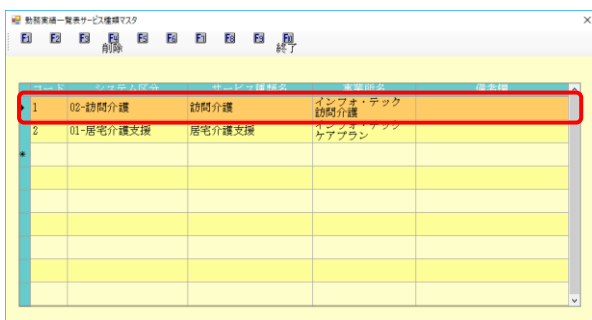 勤務実績一覧表サービス種類マスタ
F1 F2 F3 F4 F5 F6 F7 F8 F9 F10
削除 終了
コード システム区分 サービス種類名 事業所名 備考欄
1 02-訪問介護 訪問介護 インフォ・テック
訪問介護
2 01-居宅介護支援 居宅介護支援 インフォ・テック
ケアプラン